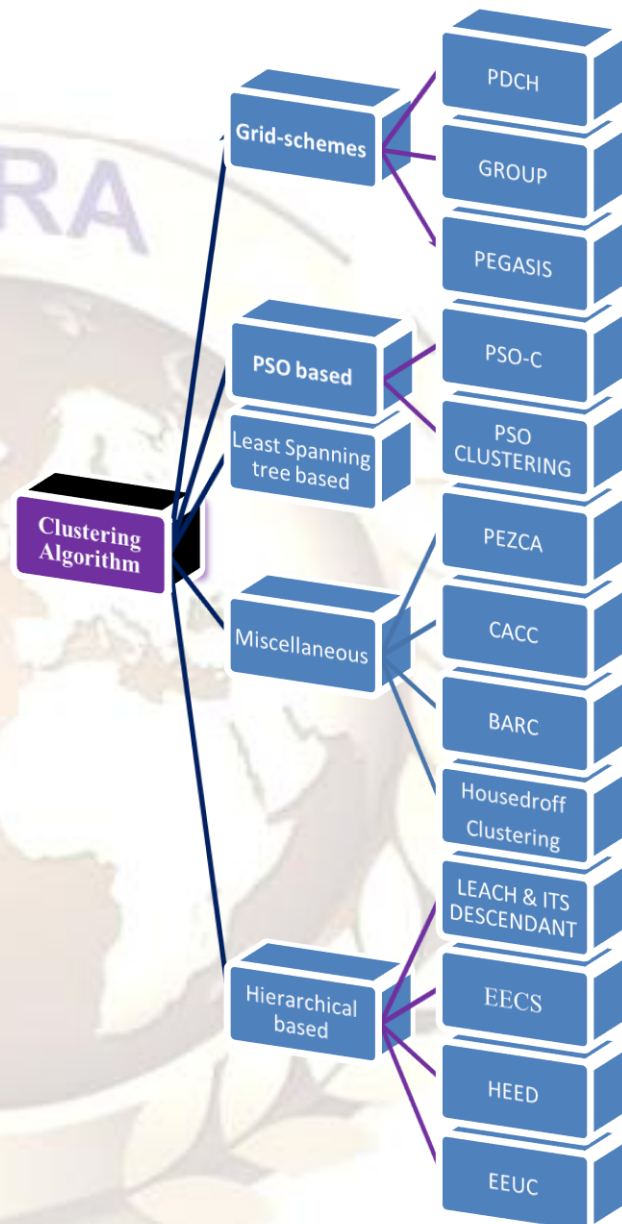 RA
Clustering
Algorithm
Grid-schemes
PDCH
GROUP
PEGASIS
PSO based
PSO-C
PSO
CLUSTERING
Least Spanning
tree based
Miscellaneous
PEZCA
CACC
BARC
Housedroff
Clustering
Hierarchical
based
LEACH & ITS
DESCENDANT
EECS
HEED
EEUC